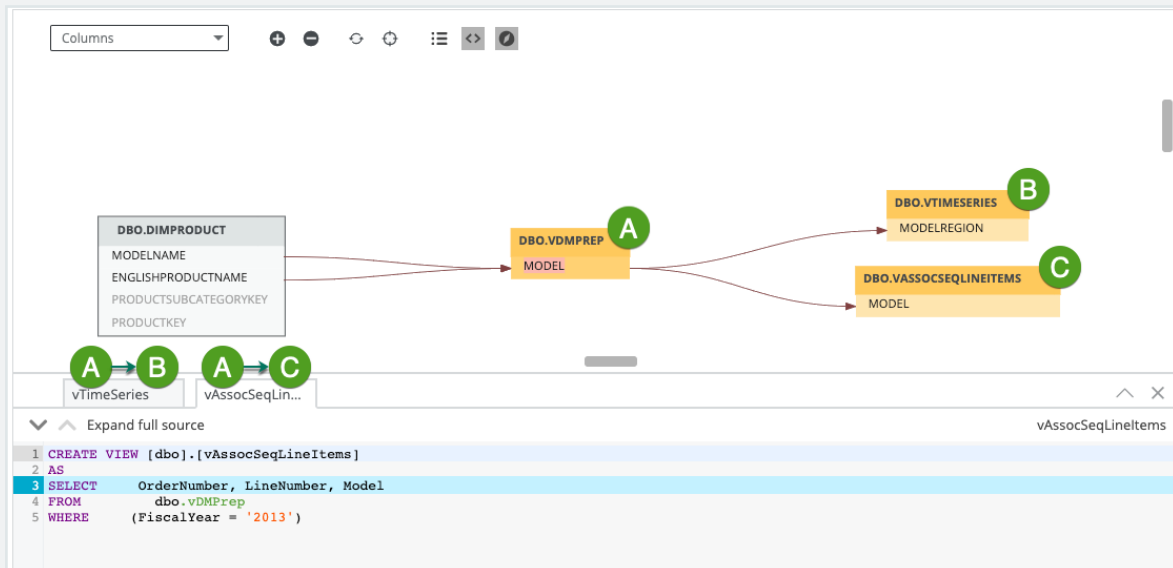 Columns
B
DBO.VTIMESERIES
MODELREGION
A
DBO.DIMPRODUCT
MODELNAME
ENGLISHPRODUCTNAME
PRODUCTSUBCATEGORYKEY
PRODUCTKEY
DBO.VDMPREP
MODEL
C
DBO.VASSOCSEQLINEITEMS
MODEL
A B A C
vTimeSeries vAssocSeqLin...
Expand full source vAssocSeqLineItems
1 CREATE VIEW [dbo].[vAssocSeqLineItems]
2 AS
3 SELECT OrderNumber, LineNumber, Model
4 FROM dbo.vDMPrep
5 WHERE (FiscalYear = '2013')